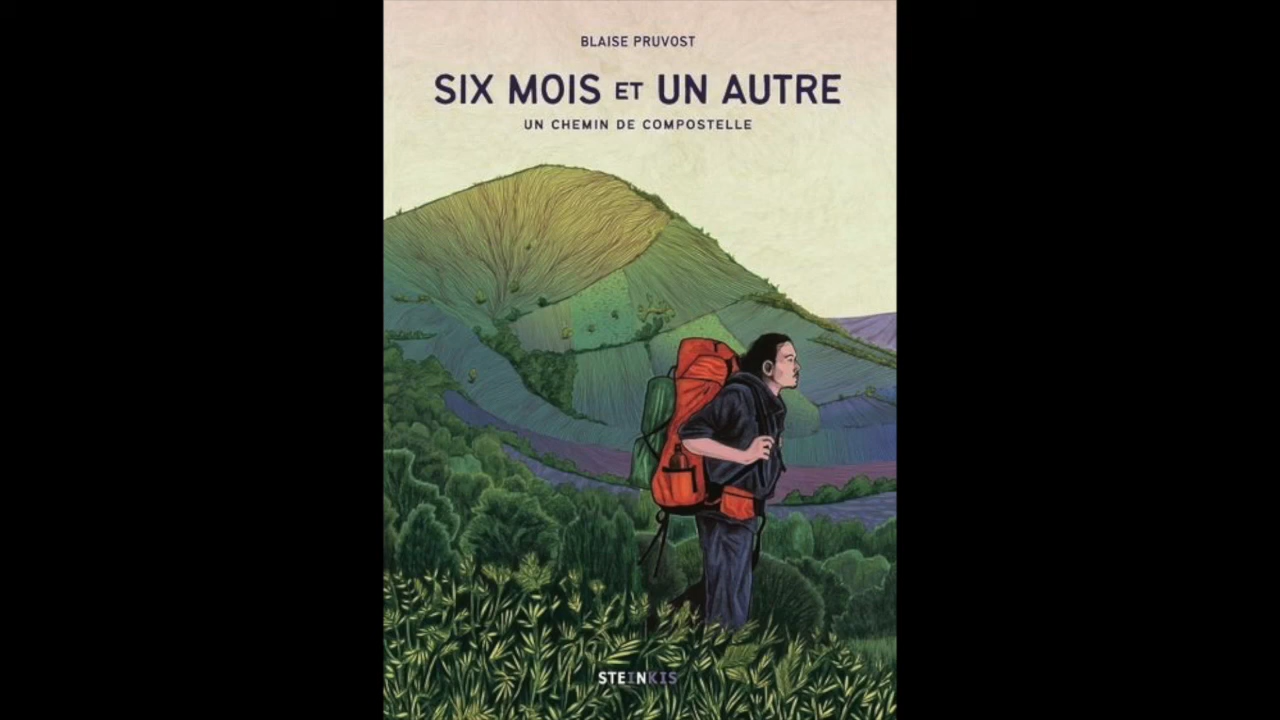 BLAISE PRUVOST
SIX MOIS ET UN AUTRE
UN CHEMIN DE COMPOSTELLE
STEINKIS